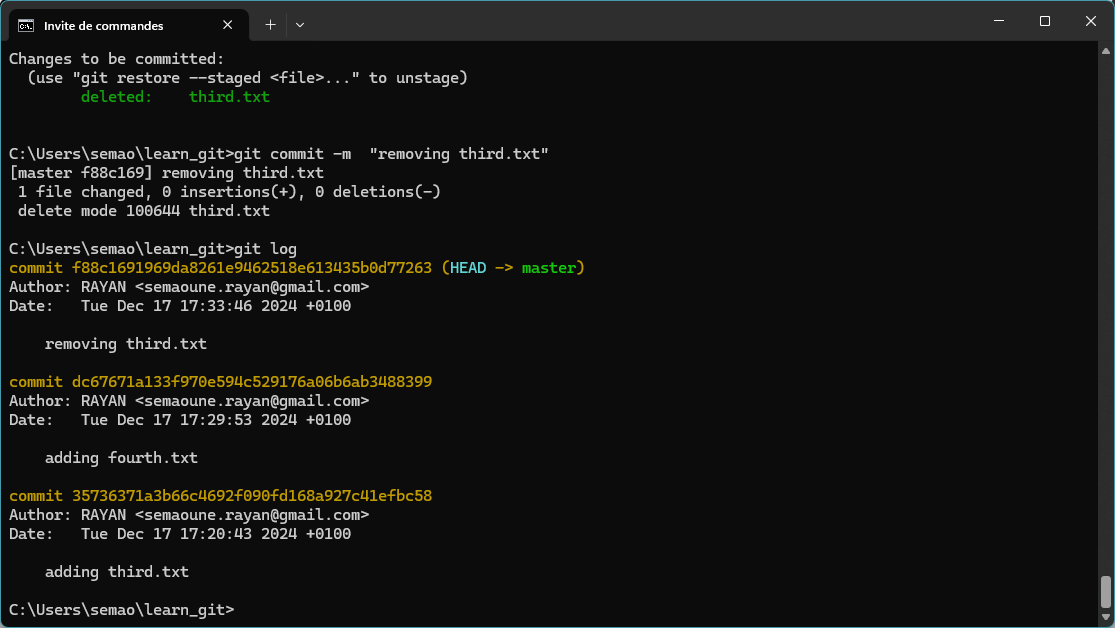 Invite de commandes
Changes to be committed:
  (use "git restore --staged <file>..." to unstage)
        deleted:    third.txt
C:\Users\semao\learn_git>git commit -m  "removing third.txt"
[master f88c169] removing third.txt
 1 file changed, 0 insertions(+), 0 deletions(-)
 delete mode 100644 third.txt
C:\Users\semao\learn_git>git log
commit f88c1691969da8261e9462518e613435b0d77263 (HEAD -> master)
Author: RAYAN <semaoune.rayan@gmail.com>
Date:   Tue Dec 17 17:33:46 2024 +0100
    removing third.txt
commit dc67671a133f970e594c529176a06b6ab3488399
Author: RAYAN <semaoune.rayan@gmail.com>
Date:   Tue Dec 17 17:29:53 2024 +0100
    adding fourth.txt
commit 35736371a3b66c4692f090fd168a927c41efbc58
Author: RAYAN <semaoune.rayan@gmail.com>
Date:   Tue Dec 17 17:20:43 2024 +0100
    adding third.txt
C:\Users\semao\learn_git>